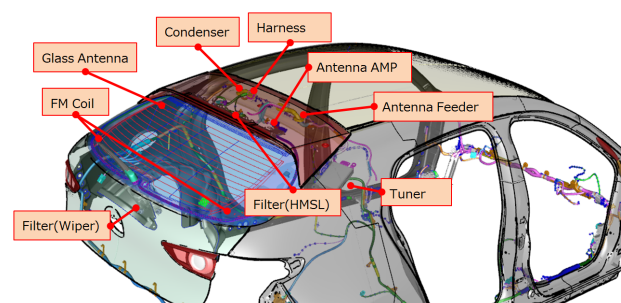 Condenser
Harness
Glass Antenna
Antenna AMP
FM Coil
Antenna Feeder
Tuner
Filter(HMSL)
Filter(Wiper)